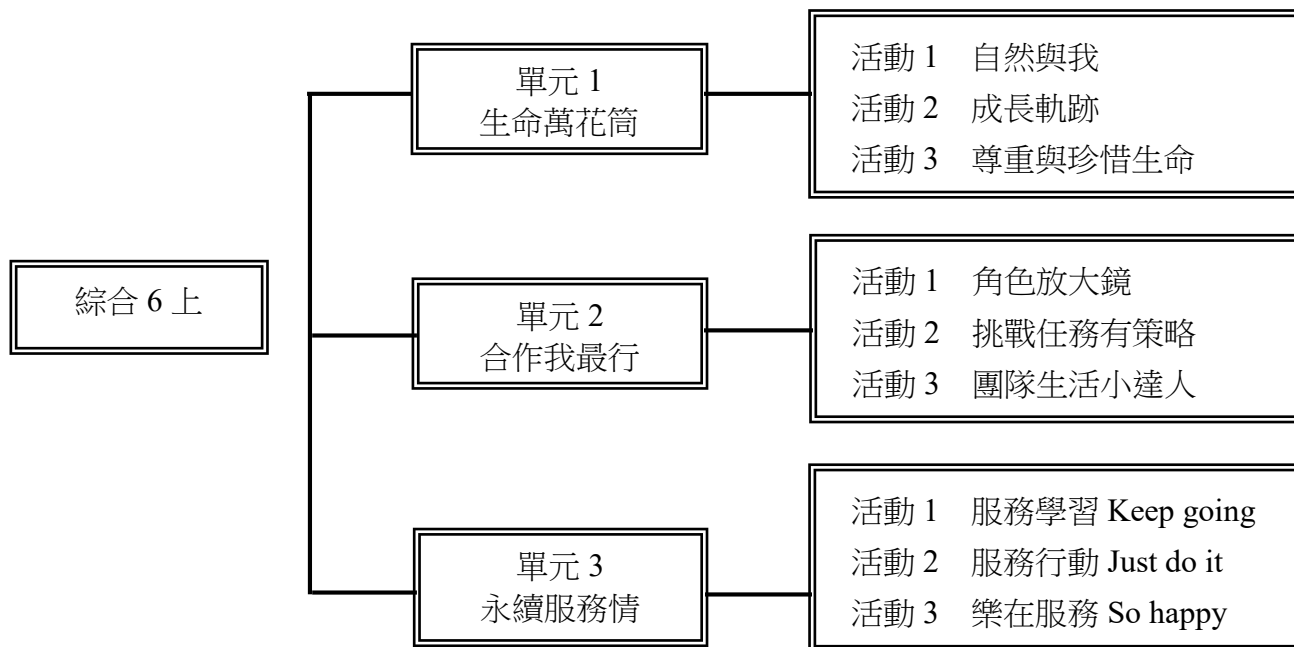 綜合 6 上
單元 1
生命萬花筒
活動 1 自然與我
活動 2 成長軌跡
活動 3 尊重與珍惜生命
單元 2
合作我最行
活動 1 角色放大鏡
活動 2 挑戰任務有策略
活動 3 團隊生活小達人
單元 3
永續服務情
活動 1 服務學習 Keep going
活動 2 服務行動 Just do it
活動 3 樂在服務 So happy